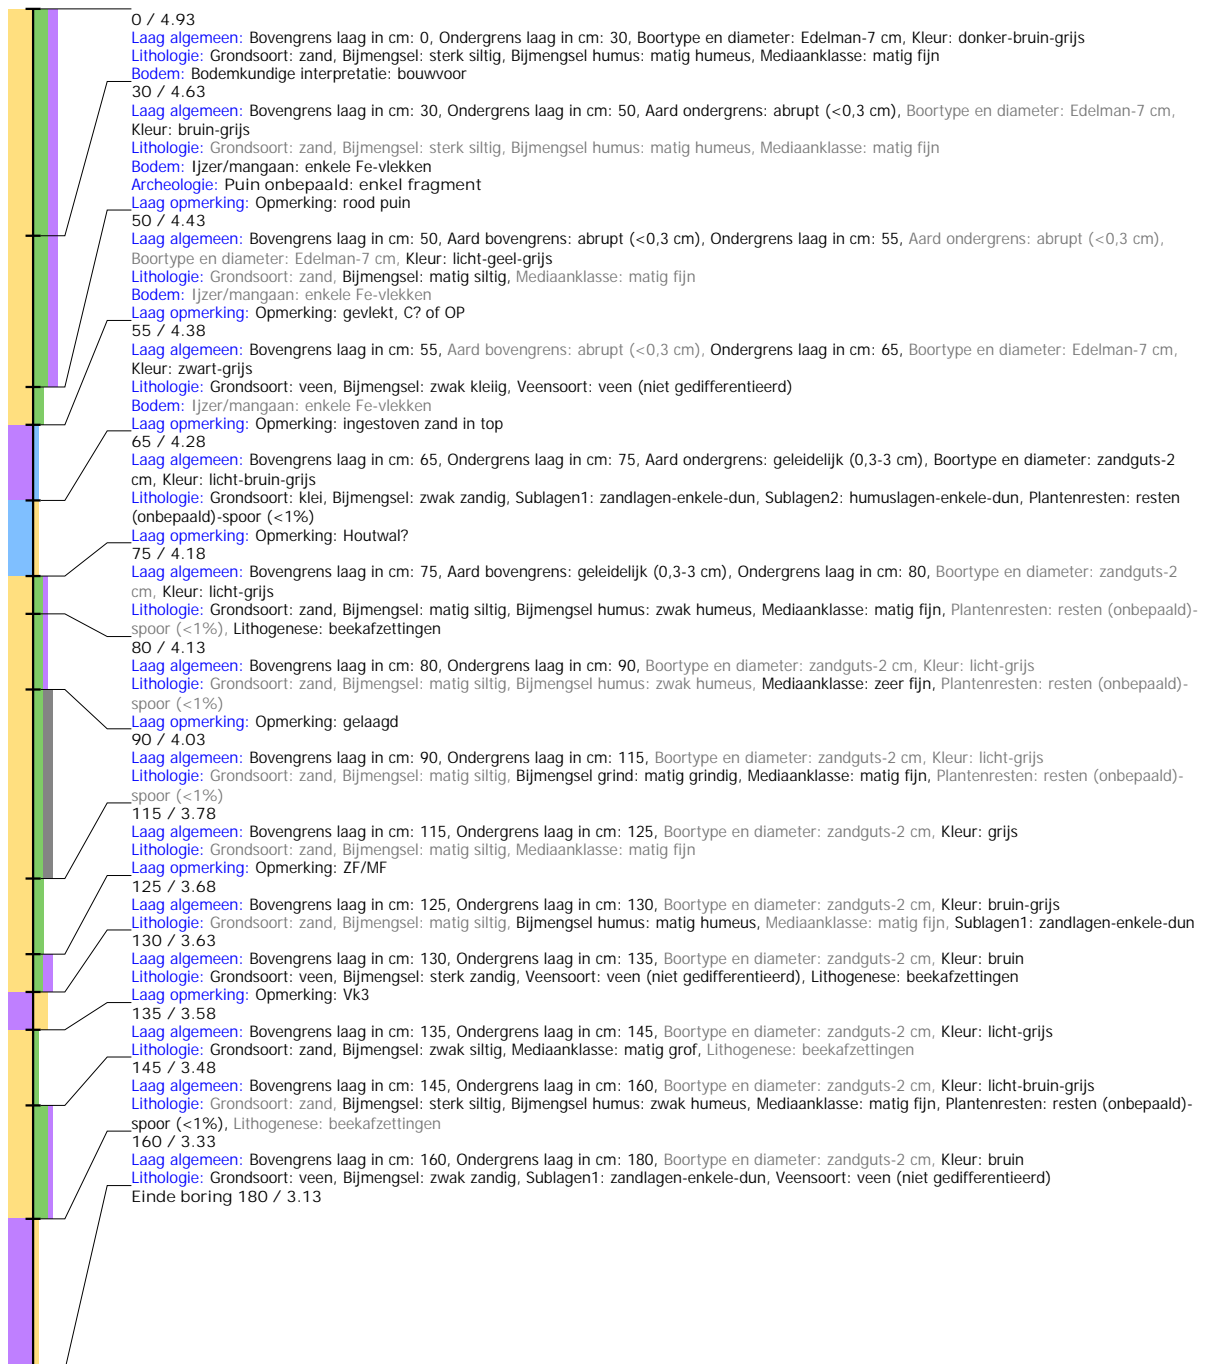 0 / 4.93
Laag algemeen: Bovengrens laag in cm: 0, Ondergrens laag in cm: 30, Boortype en diameter: Edelman-7 cm, Kleur: donker-bruin-grijs
Lithologie: Grondsoort: zand, Bijmengsel: sterk siltig, Bijmengsel humus: matig humeus, Mediaanklasse: matig fijn
Bodem: Bodemkundige interpretatie: bouwvoor
30 / 4.63
Laag algemeen: Bovengrens laag in cm: 30, Ondergrens laag in cm: 50, Aard ondergrens: abrupt (<0,3 cm), Boortype en diameter: Edelman-7 cm,
Kleur: bruin-grijs
Lithologie: Grondsoort: zand, Bijmengsel: sterk siltig, Bijmengsel humus: matig humeus, Mediaanklasse: matig fijn
Bodem: Ijzer/mangaan: enkele Fe-vlekken
Archeologie: Puin onbepaald: enkel fragment
Laag opmerking: Opmerking: rood puin
50 / 4.43
Laag algemeen: Bovengrens laag in cm: 50, Aard bovengrens: abrupt (<0,3 cm), Ondergrens laag in cm: 55, Aard ondergrens: abrupt (<0,3 cm),
Boortype en diameter: Edelman-7 cm, Kleur: licht-geel-grijs
Lithologie: Grondsoort: zand, Bijmengsel: matig siltig, Mediaanklasse: matig fijn
Bodem: Ijzer/mangaan: enkele Fe-vlekken
Laag opmerking: Opmerking: gevlekt, C? of OP
55 / 4.38
Laag algemeen: Bovengrens laag in cm: 55, Aard bovengrens: abrupt (<0,3 cm), Ondergrens laag in cm: 65, Boortype en diameter: Edelman-7 cm,
Kleur: zwart-grijs
Lithologie: Grondsoort: veen, Bijmengsel: zwak kleiig, Veensoort: veen (niet gedifferentieerd)
Bodem: Ijzer/mangaan: enkele Fe-vlekken
Laag opmerking: Opmerking: ingestoven zand in top
65 / 4.28
Laag algemeen: Bovengrens laag in cm: 65, Ondergrens laag in cm: 75, Aard ondergrens: geleidelijk (0,3-3 cm), Boortype en diameter: zandguts-2
cm, Kleur: licht-bruin-grijs
Lithologie: Grondsoort: klei, Bijmengsel: zwak zandig, Sublagen1: zandlagen-enkele-dun, Sublagen2: humuslagen-enkele-dun, Plantenresten: resten
(onbepaald)-spoor (<1%)
Laag opmerking: Opmerking: Houtwal?
75 / 4.18
Laag algemeen: Bovengrens laag in cm: 75, Aard bovengrens: geleidelijk (0,3-3 cm), Ondergrens laag in cm: 80, Boortype en diameter: zandguts-2
cm, Kleur: licht-grijs
Lithologie: Grondsoort: zand, Bijmengsel: matig siltig, Bijmengsel humus: zwak humeus, Mediaanklasse: matig fijn, Plantenresten: resten (onbepaald)-
spoor (<1%), Lithogenese: beekafzettingen
80 / 4.13
Laag algemeen: Bovengrens laag in cm: 80, Ondergrens laag in cm: 90, Boortype en diameter: zandguts-2 cm, Kleur: licht-grijs
Lithologie: Grondsoort: zand, Bijmengsel: matig siltig, Bijmengsel humus: zwak humeus, Mediaanklasse: zeer fijn, Plantenresten: resten (onbepaald)-
spoor (<1%)
Laag opmerking: Opmerking: gelaagd
90 / 4.03
Laag algemeen: Bovengrens laag in cm: 90, Ondergrens laag in cm: 115, Boortype en diameter: zandguts-2 cm, Kleur: licht-grijs
Lithologie: Grondsoort: zand, Bijmengsel: matig siltig, Bijmengsel grind: matig grindig, Mediaanklasse: matig fijn, Plantenresten: resten (onbepaald)-
spoor (<1%)
115 / 3.78
Laag algemeen: Bovengrens laag in cm: 115, Ondergrens laag in cm: 125, Boortype en diameter: zandguts-2 cm, Kleur: grijs
Lithologie: Grondsoort: zand, Bijmengsel: matig siltig, Mediaanklasse: matig fijn
Laag opmerking: Opmerking: ZF/MF
125 / 3.68
Laag algemeen: Bovengrens laag in cm: 125, Ondergrens laag in cm: 130, Boortype en diameter: zandguts-2 cm, Kleur: bruin-grijs
Lithologie: Grondsoort: zand, Bijmengsel: matig siltig, Bijmengsel humus: matig humeus, Mediaanklasse: matig fijn, Sublagen1: zandlagen-enkele-dun
130 / 3.63
Laag algemeen: Bovengrens laag in cm: 130, Ondergrens laag in cm: 135, Boortype en diameter: zandguts-2 cm, Kleur: bruin
Lithologie: Grondsoort: veen, Bijmengsel: sterk zandig, Veensoort: veen (niet gedifferentieerd), Lithogenese: beekafzettingen
Laag opmerking: Opmerking: Vk3
135 / 3.58
Laag algemeen: Bovengrens laag in cm: 135, Ondergrens laag in cm: 145, Boortype en diameter: zandguts-2 cm, Kleur: licht-grijs
Lithologie: Grondsoort: zand, Bijmengsel: zwak siltig, Mediaanklasse: matig grof, Lithogenese: beekafzettingen
145 / 3.48
Laag algemeen: Bovengrens laag in cm: 145, Ondergrens laag in cm: 160, Boortype en diameter: zandguts-2 cm, Kleur: licht-bruin-grijs
Lithologie: Grondsoort: zand, Bijmengsel: sterk siltig, Bijmengsel humus: zwak humeus, Mediaanklasse: matig fijn, Plantenresten: resten (onbepaald)-
spoor (<1%), Lithogenese: beekafzettingen
160 / 3.33
Laag algemeen: Bovengrens laag in cm: 160, Ondergrens laag in cm: 180, Boortype en diameter: zandguts-2 cm, Kleur: bruin
Lithologie: Grondsoort: veen, Bijmengsel: zwak zandig, Sublagen1: zandlagen-enkele-dun, Veensoort: veen (niet gedifferentieerd)
Einde boring 180 / 3.13